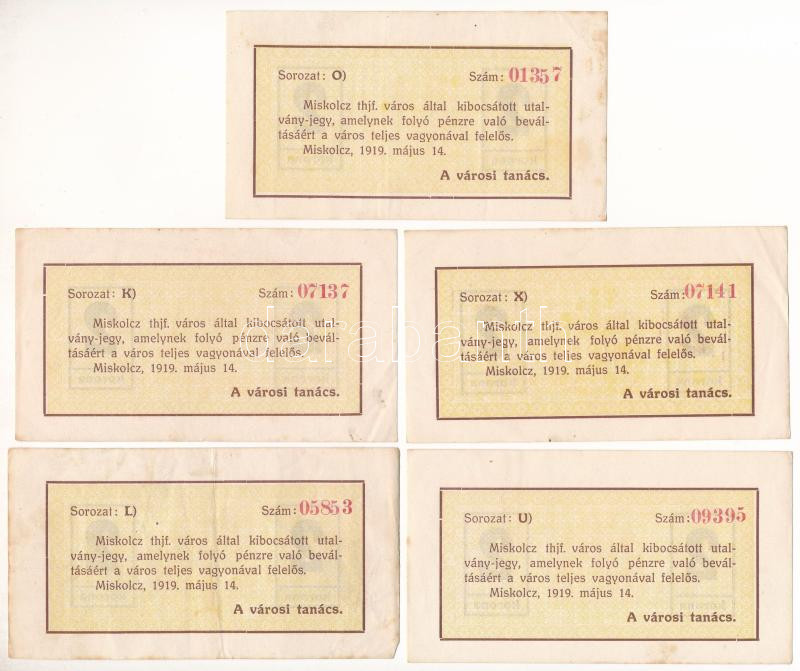 Sorozat: O) Szám: 01357
Miskolcz thjf. város által kibocsátott utal-
vány-jegy, amelynek folyó pénzre való bevál-
tásáért a város teljes vagyonával felelős.
Miskolcz, 1919. május 14.
A városi tanács.
Sorozat: K) Szám: 07137
Miskolcz thjf. város által kibocsátott utal-
vány-jegy, amelynek folyó pénzre való bevál-
tásáért a város teljes vagyonával felelős.
Miskolcz, 1919. május 14.
A városi tanács.
Sorozat: X) Szám: 07141
Miskolcz thjf. város által kibocsátott utal-
vány-jegy, amelynek folyó pénzre való bevál-
tásáért a város teljes vagyonával felelős.
Miskolcz, 1919. május 14.
A városi tanács.
Sorozat: L) Szám: 05853
Miskolcz thjf. város által kibocsátott utal-
vány-jegy, amelynek folyó pénzre való bevál-
tásáért a város teljes vagyonával felelős.
Miskolcz, 1919. május 14.
A városi tanács.
Sorozat: U) Szám: 09395
Miskolcz thjf. város által kibocsátott utal-
vány-jegy, amelynek folyó pénzre való bevál-
tásáért a város teljes vagyonával felelős.
Miskolcz, 1919. május 14.
A városi tanács.